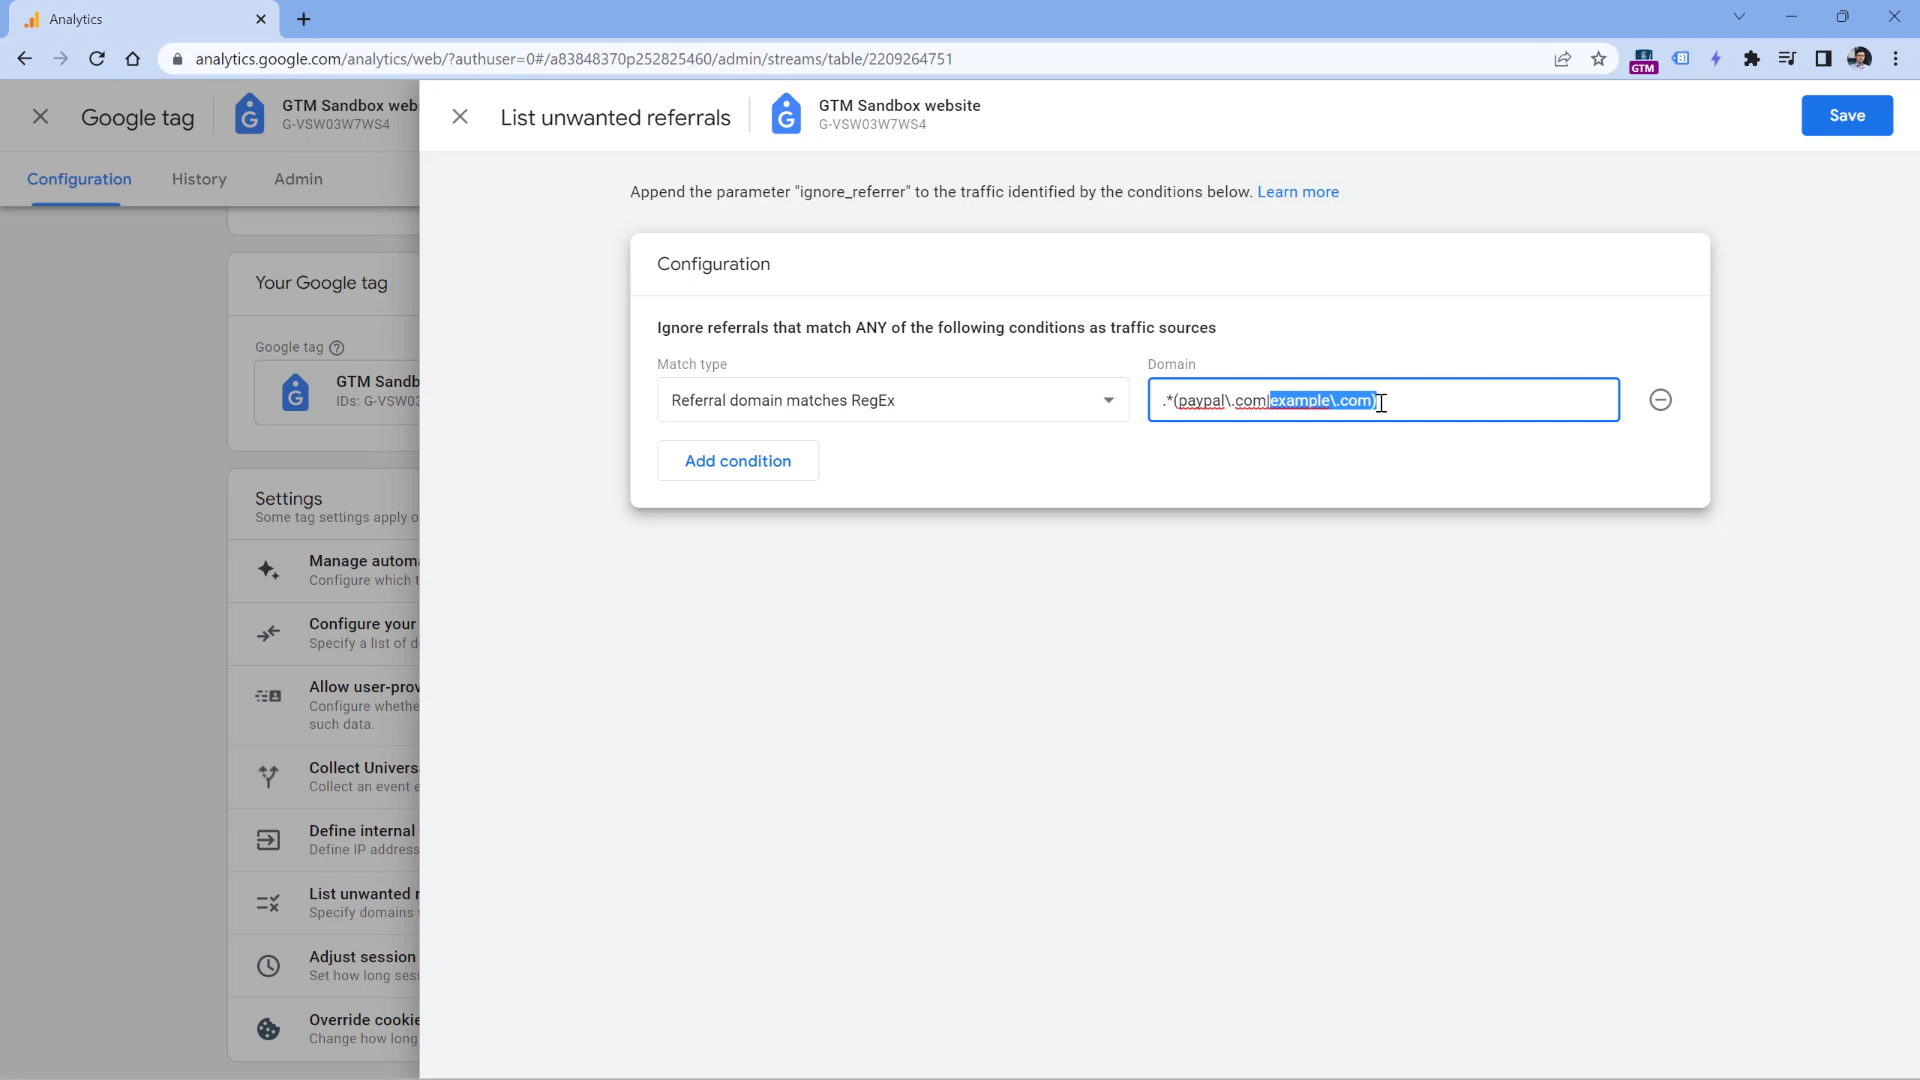 Analytics
analytics.google.com/analytics/web/?authuser=0#/a83848370p252825460/admin/streams/table/2209264751
GTM
Google tag
GTM Sandbox web
G-VSW03W7WS4
List unwanted referrals
GTM Sandbox website
G-VSW03W7WS4
Save
Configuration
History
Admin
Append the parameter "ignore_referrer" to the traffic identified by the conditions below. Learn more
Your Google tag
Google tag
GTM Sandb
IDs: G-VSW03
Configuration
Ignore referrals that match ANY of the following conditions as traffic sources
Match type
Domain
Referral domain matches RegEx
.*(paypal\.com|example\.com)
Add condition
Settings
Some tag settings apply o
Manage autom
Configure which t
Configure your
Specify a list of d
Allow user-prov
Configure whethe
such data.
Collect Univers
Collect an event e
Define internal
Define IP address
List unwanted r
Specify domains
Adjust session
Set how long ses
Override cookie
Change how long